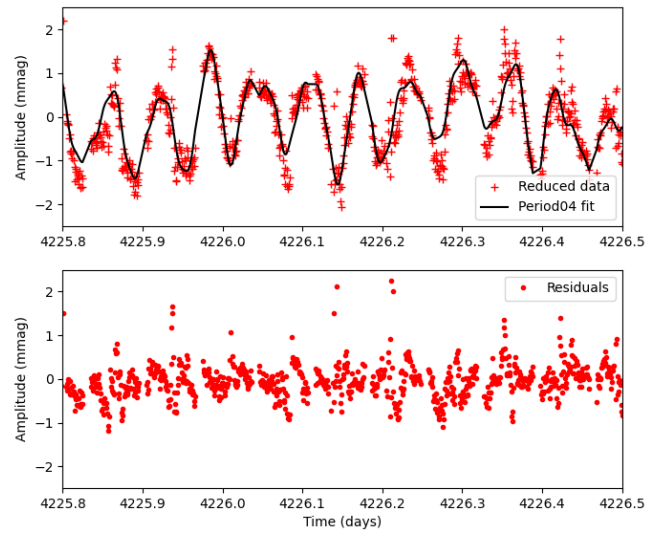 2
1
0
−1
−2
Amplitude (mmag)
Reduced data
Period04 fit
4225.8 4225.9 4226.0 4226.1 4226.2 4226.3 4226.4 4226.5
2
1
0
−1
−2
Amplitude (mmag)
Residuals
4225.8 4225.9 4226.0 4226.1 4226.2 4226.3 4226.4 4226.5
Time (days)